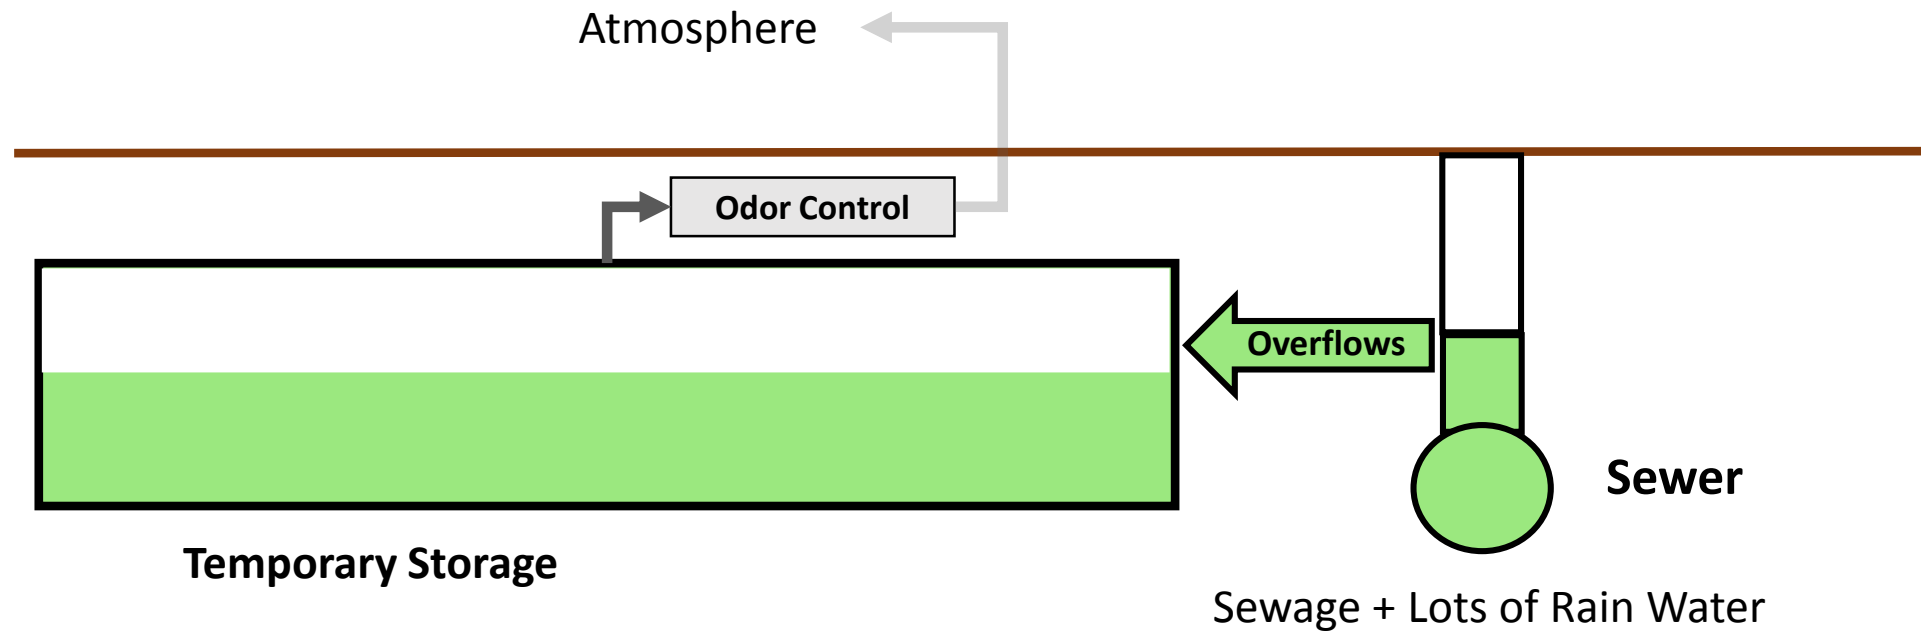 Atmosphere
Odor Control
Overflows
Sewer
Temporary Storage
Sewage + Lots of Rain Water